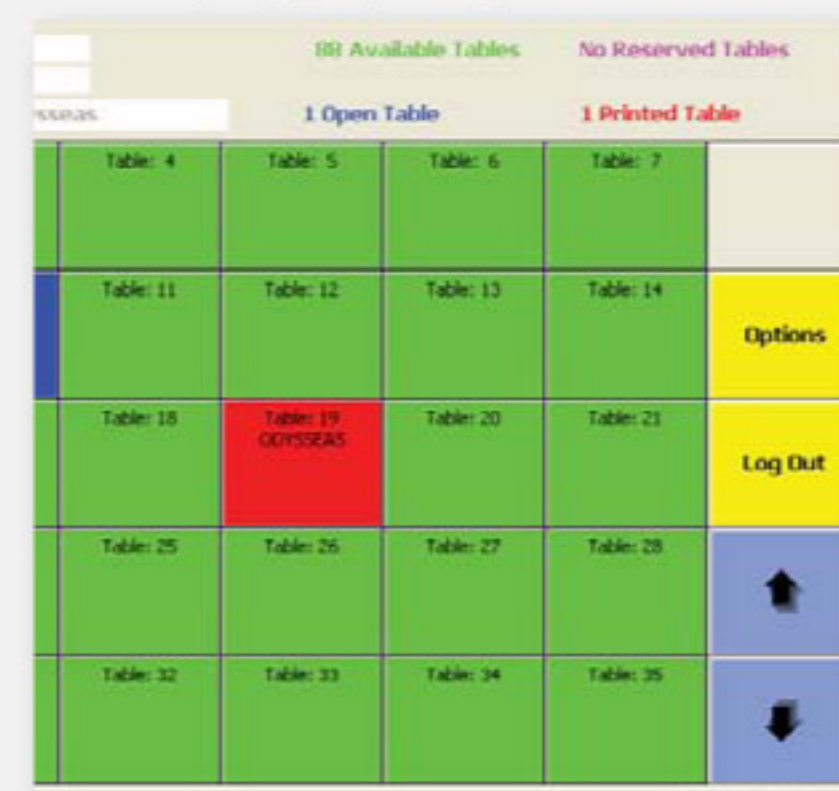 88 Available Tables No Reserved Tables
sseas
1 Open Table 1 Printed Table
Table: 4 Table: 5 Table: 6 Table: 7
Table: 11 Table: 12 Table: 13 Table: 14
Options
Table: 18 Table: 19 Table: 20 Table: 21
ODYSSEAS
Log Out
Table: 25 Table: 26 Table: 27 Table: 28
Table: 32 Table: 33 Table: 34 Table: 35